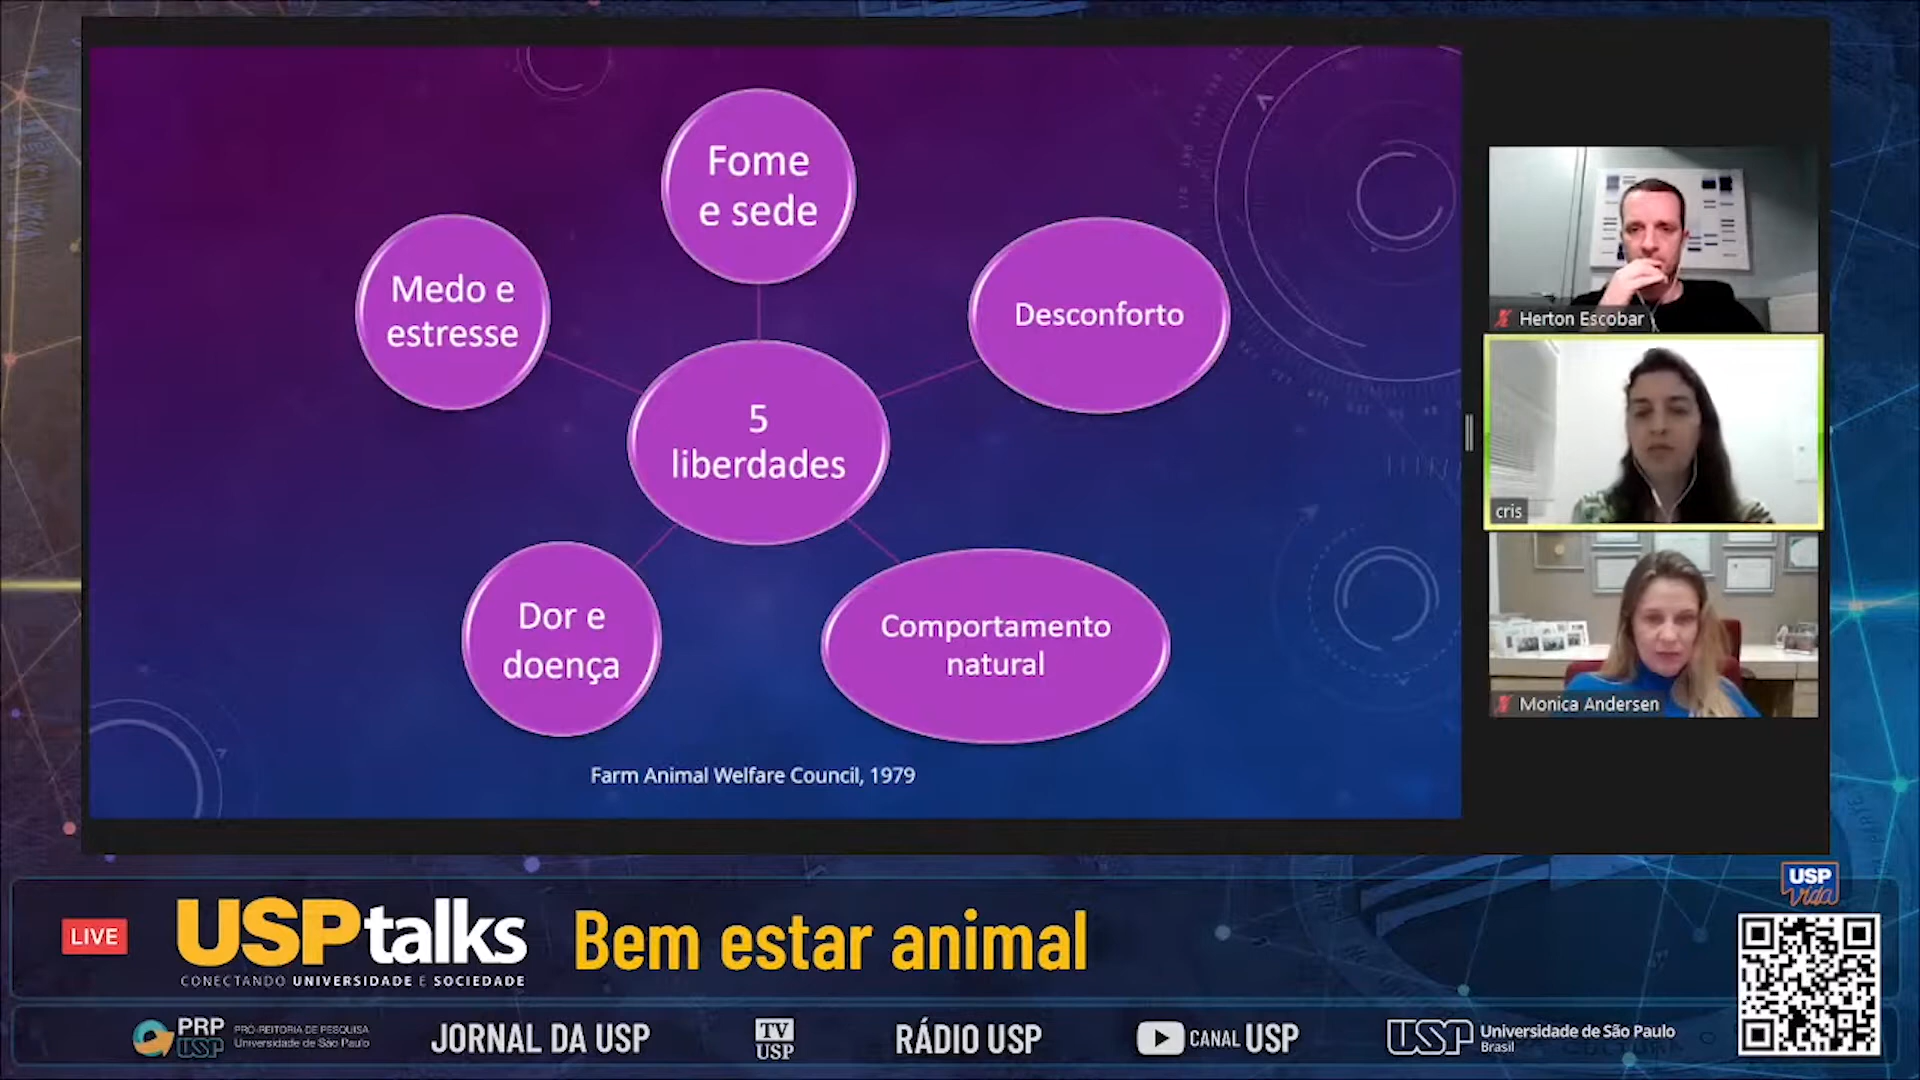 Fome
e sede
Medo e
estresse
Desconforto
5
liberdades
Dor e
doença
Comportamento
natural
Farm Animal Welfare Council, 1979
Herton Escobar
cris
Monica Andersen
LIVE
USPtalks
CONECTANDO UNIVERSIDADE E SOCIEDADE
Bem estar animal
USP
Vida
PRP
USP
PRÓ-REITORIA DE PESQUISA
Universidade de São Paulo
JORNAL DA USP
TV
USP
RÁDIO USP
CANAL USP
USP
Universidade de São Paulo
Brasil